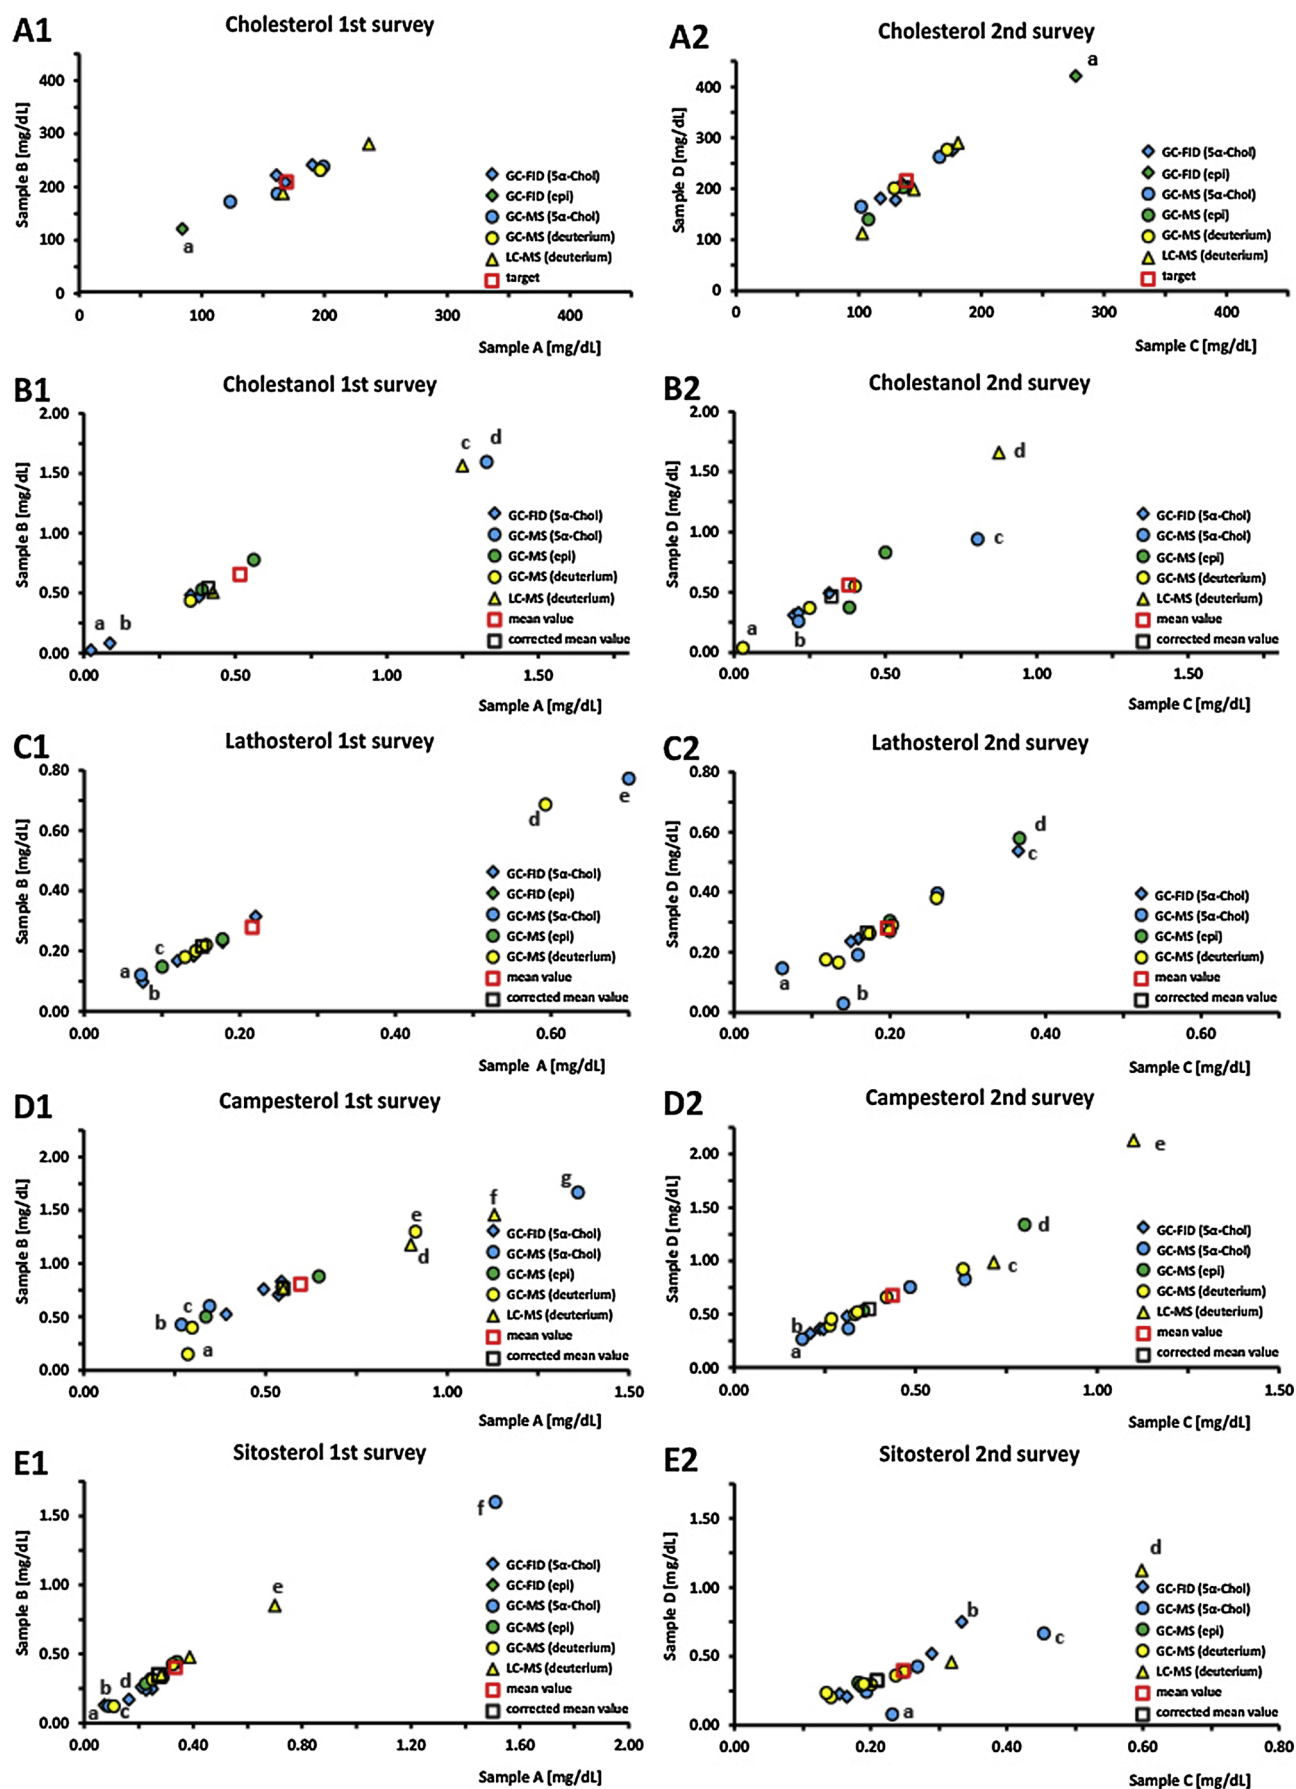 A1
Cholesterol 1st survey
Sample B [mg/dL]
400
300
200
100
0
a
GC-FID (5α-Chol)
GC-FID (epi)
GC-MS (5α-Chol)
GC-MS (deuterium)
LC-MS (deuterium)
target
0 100 200 300 400
Sample A [mg/dL]
A2
Cholesterol 2nd survey
Sample D [mg/dL]
400
300
200
100
0
a
GC-FID (5α-Chol)
GC-FID (epi)
GC-MS (5α-Chol)
GC-MS (epi)
GC-MS (deuterium)
LC-MS (deuterium)
target
0 100 200 300 400
Sample C [mg/dL]
B1
Cholestanol 1st survey
Sample B [mg/dL]
2.00
1.50
1.00
0.50
0.00
a b
c d
GC-FID (5α-Chol)
GC-MS (5α-Chol)
GC-MS (epi)
GC-MS (deuterium)
LC-MS (deuterium)
mean value
corrected mean value
0.00 0.50 1.00 1.50
Sample A [mg/dL]
B2
Cholestanol 2nd survey
Sample D [mg/dL]
2.00
1.50
1.00
0.50
0.00
d
c
a
b
GC-FID (5α-Chol)
GC-MS (5α-Chol)
GC-MS (epi)
GC-MS (deuterium)
LC-MS (deuterium)
mean value
corrected mean value
0.00 0.50 1.00 1.50
Sample C [mg/dL]
C1
Lathosterol 1st survey
Sample B [mg/dL]
0.80
0.60
0.40
0.20
0.00
e
d
c
a
b
GC-FID (5α-Chol)
GC-FID (epi)
GC-MS (5α-Chol)
GC-MS (epi)
GC-MS (deuterium)
mean value
corrected mean value
0.00 0.20 0.40 0.60
Sample A [mg/dL]
C2
Lathosterol 2nd survey
Sample D [mg/dL]
0.80
0.60
0.40
0.20
0.00
d
c
a
b
GC-FID (5α-Chol)
GC-MS (5α-Chol)
GC-MS (epi)
GC-MS (deuterium)
mean value
corrected mean value
0.00 0.20 0.40 0.60
Sample C [mg/dL]
D1
Campesterol 1st survey
Sample B [mg/dL]
2.00
1.50
1.00
0.50
0.00
g
f
e
d
c
b
a
GC-FID (5α-Chol)
GC-MS (5α-Chol)
GC-MS (epi)
GC-MS (deuterium)
LC-MS (deuterium)
mean value
corrected mean value
0.00 0.50 1.00 1.50
Sample A [mg/dL]
D2
Campesterol 2nd survey
Sample D [mg/dL]
2.00
1.50
1.00
0.50
0.00
e
d
c
b
a
GC-FID (5α-Chol)
GC-MS (5α-Chol)
GC-MS (epi)
GC-MS (deuterium)
LC-MS (deuterium)
mean value
corrected mean value
0.00 0.50 1.00 1.50
Sample C [mg/dL]
E1
Sitosterol 1st survey
Sample B [mg/dL]
1.50
1.00
0.50
0.00
f
e
d
b
a c
GC-FID (5α-Chol)
GC-FID (epi)
GC-MS (5α-Chol)
GC-MS (epi)
GC-MS (deuterium)
LC-MS (deuterium)
mean value
corrected mean value
0.00 0.40 0.80 1.20 1.60 2.00
Sample A [mg/dL]
E2
Sitosterol 2nd survey
Sample D [mg/dL]
1.50
1.00
0.50
0.00
d
b
c
a
GC-FID (5α-Chol)
GC-MS (5α-Chol)
GC-MS (epi)
GC-MS (deuterium)
LC-MS (deuterium)
mean value
corrected mean value
0.00 0.20 0.40 0.60 0.80
Sample C [mg/dL]